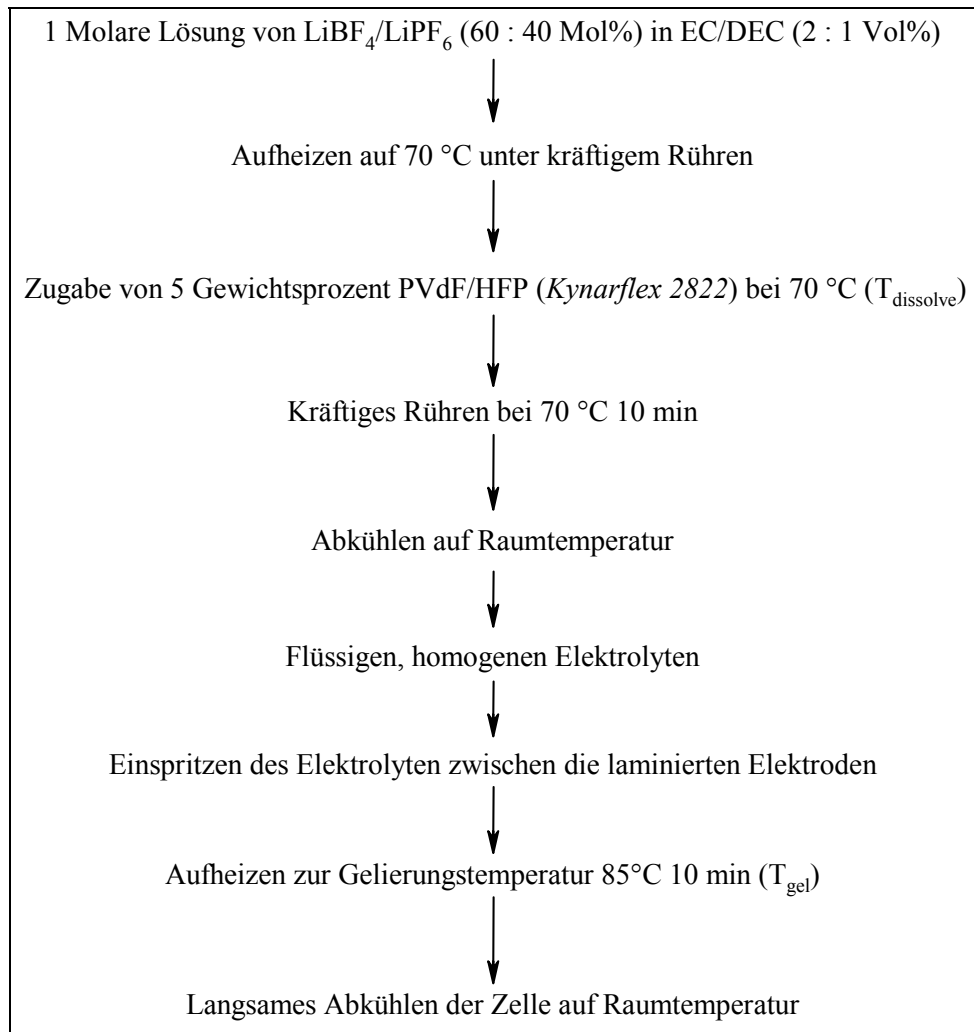 1 Molare Lösung von LiBF₄/LiPF₆ (60 : 40 Mol%) in EC/DEC (2 : 1 Vol%)
Aufheizen auf 70 °C unter kräftigem Rühren
Zugabe von 5 Gewichtsprozent PVdF/HFP (Kynarflex 2822) bei 70 °C (T_dissolve)
Kräftiges Rühren bei 70 °C 10 min
Abkühlen auf Raumtemperatur
Flüssigen, homogenen Elektrolyten
Einspritzen des Elektrolyten zwischen die laminierten Elektroden
Aufheizen zur Gelierungstemperatur 85°C 10 min (T_gel)
Langsames Abkühlen der Zelle auf Raumtemperatur